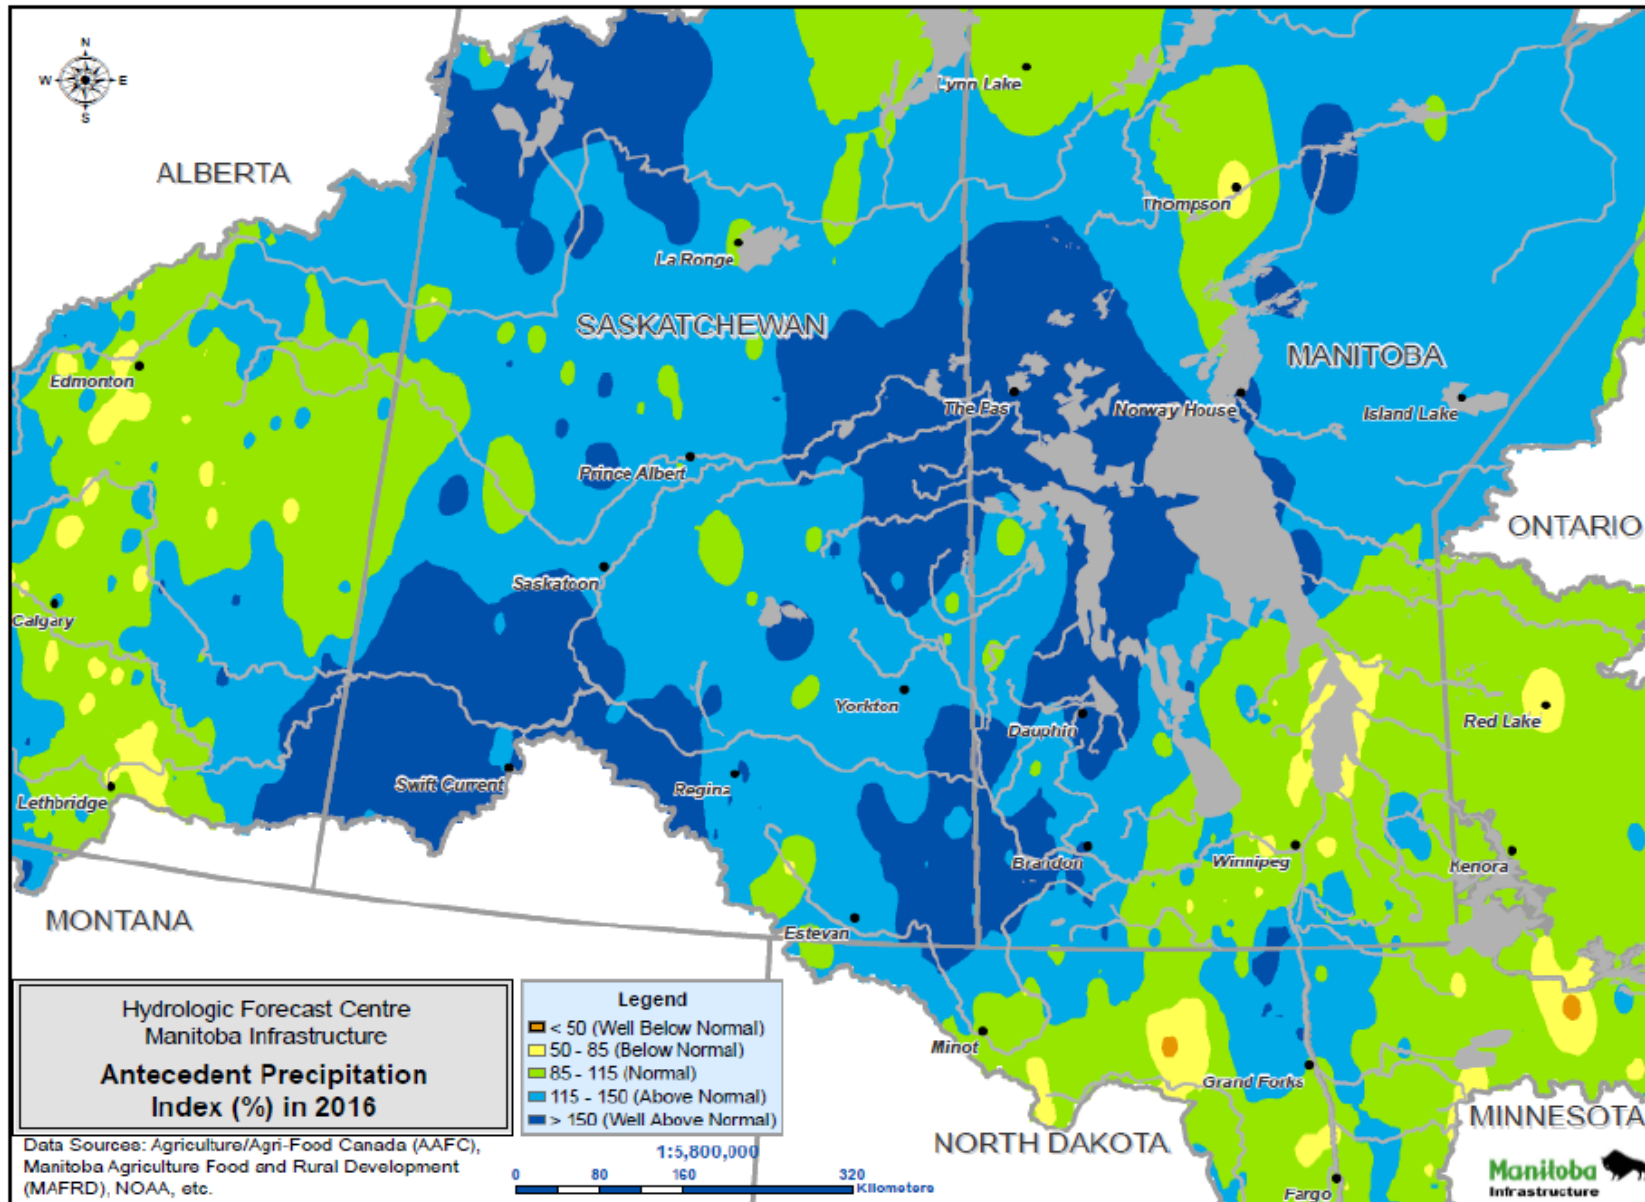 N
W
E
S
ALBERTA
Lynn Lake
Thompson
La Ronge
SASKATCHEWAN
MANITOBA
Edmonton
The Pas
Norway House
Island Lake
Prince Albert
ONTARIO
Saskatoon
Calgary
Yorkton
Dauphin
Red Lake
Swift Current
Regina
Lethbridge
Brandon
Winnipeg
Kenora
MONTANA
Estevan
Minot
Grand Forks
NORTH DAKOTA
MINNESOTA
Fargo
Hydrologic Forecast Centre
Manitoba Infrastructure
Antecedent Precipitation
Index (%) in 2016
Legend
< 50 (Well Below Normal)
50 - 85 (Below Normal)
85 - 115 (Normal)
115 - 150 (Above Normal)
> 150 (Well Above Normal)
Data Sources: Agriculture/Agri-Food Canada (AAFC),
Manitoba Agriculture Food and Rural Development
(MAFRD), NOAA, etc.
1:5,800,000
0 80 160 320
Kilometers
Manitoba
Infrastructure